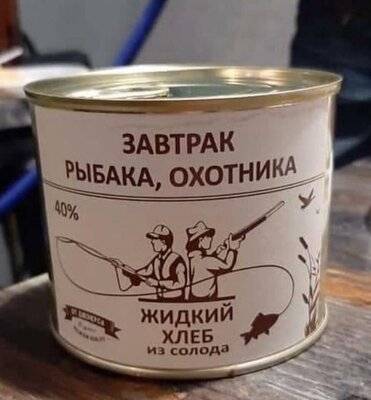 ЗАВТРАК
РЫБАКА, ОХОТНИКА
40%
ЖИДКИЙ
ХЛЕБ
из солода